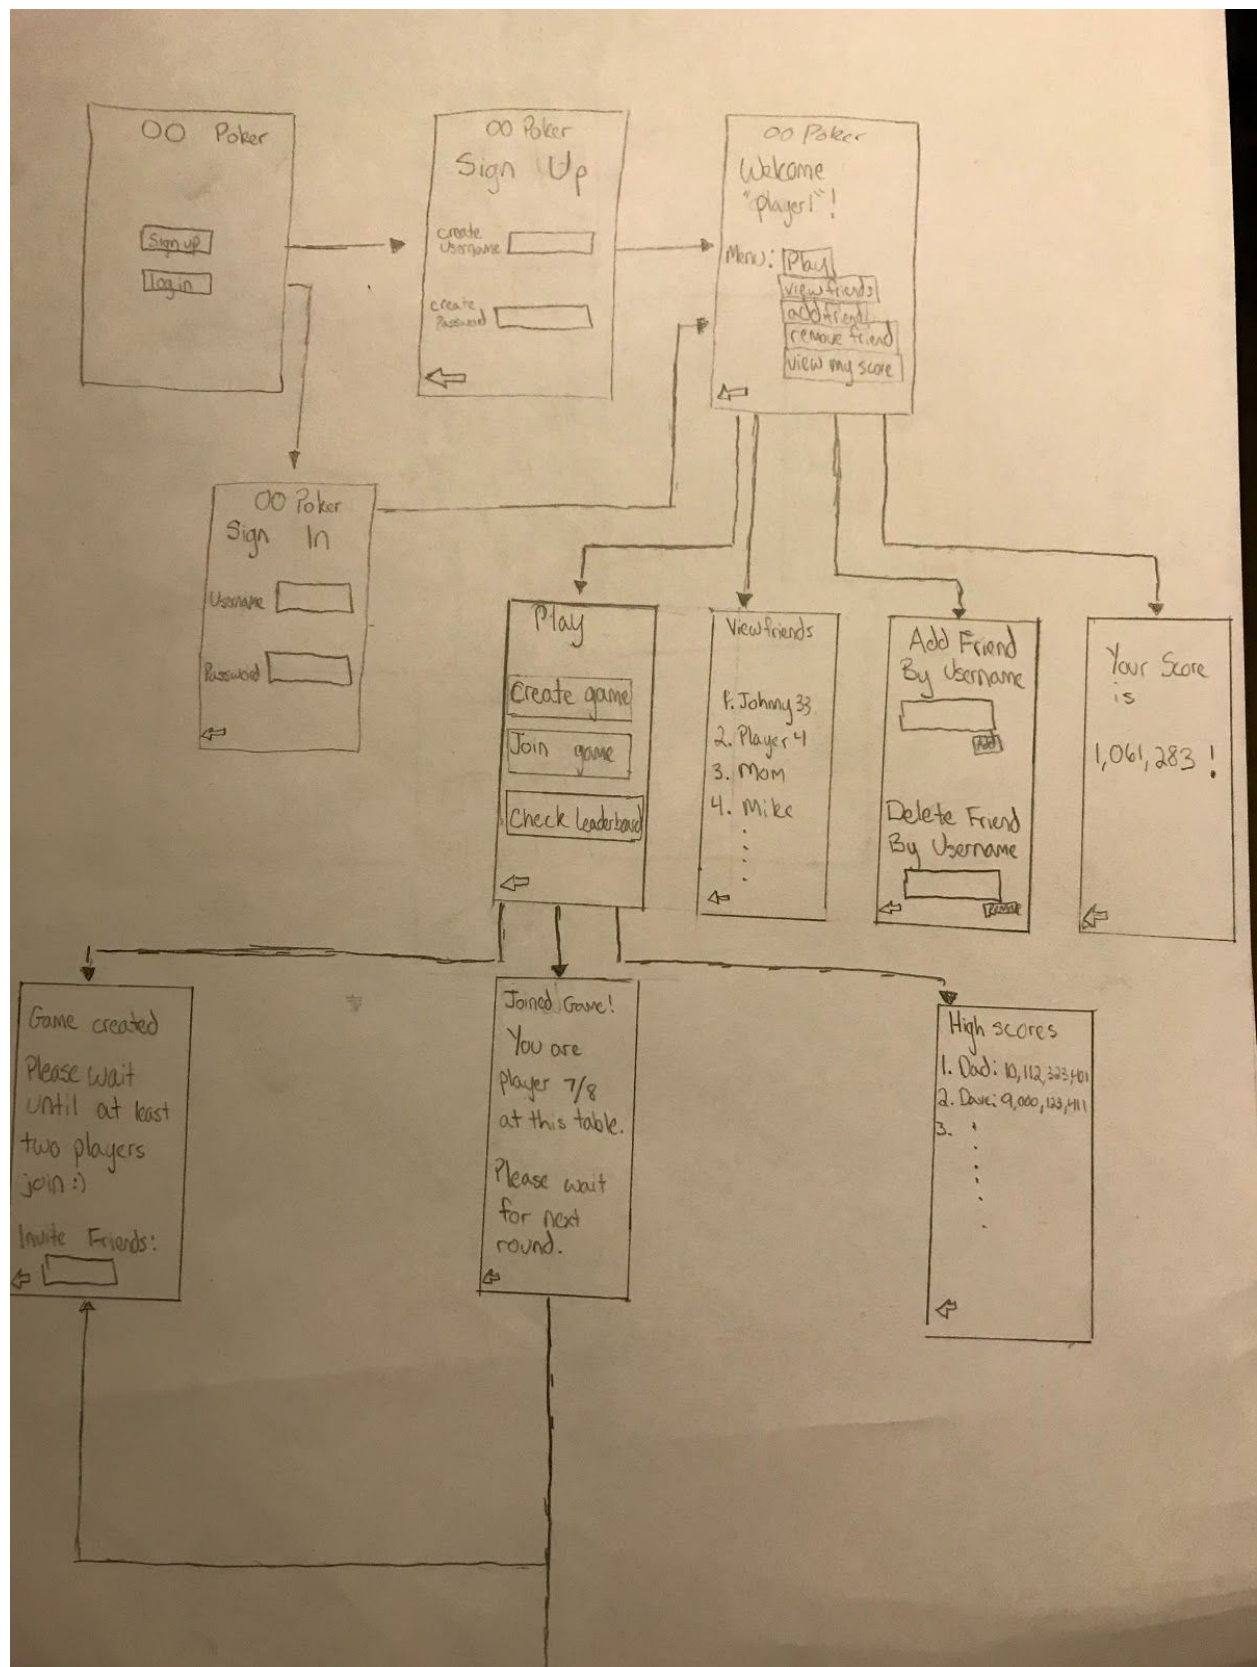 OO Poker
Sign up
log in
OO Poker
Sign Up
create
Username
create
Password
OO Poker
Welcome
"player1"!
Menu: Play
view friends
add friend
remove friend
view my score
OO Poker
Sign In
Username
Password
Play
Create game
Join game
Check Leaderboard
View friends
1. Johnny33
2. Player 4
3. Mom
4. Mike
Add Friend
By Username
Add
Delete Friend
By Username
Remove
Your Score
is
1,061,283 !
Game created
Please wait
until at least
two players
join :)
Invite Friends:
Joined Game!
You are
player 7/8
at this table.
Please wait
for next
round.
High scores
1. Dad: 10,112,323,401
2. Dave: 9,000,123,411
3.